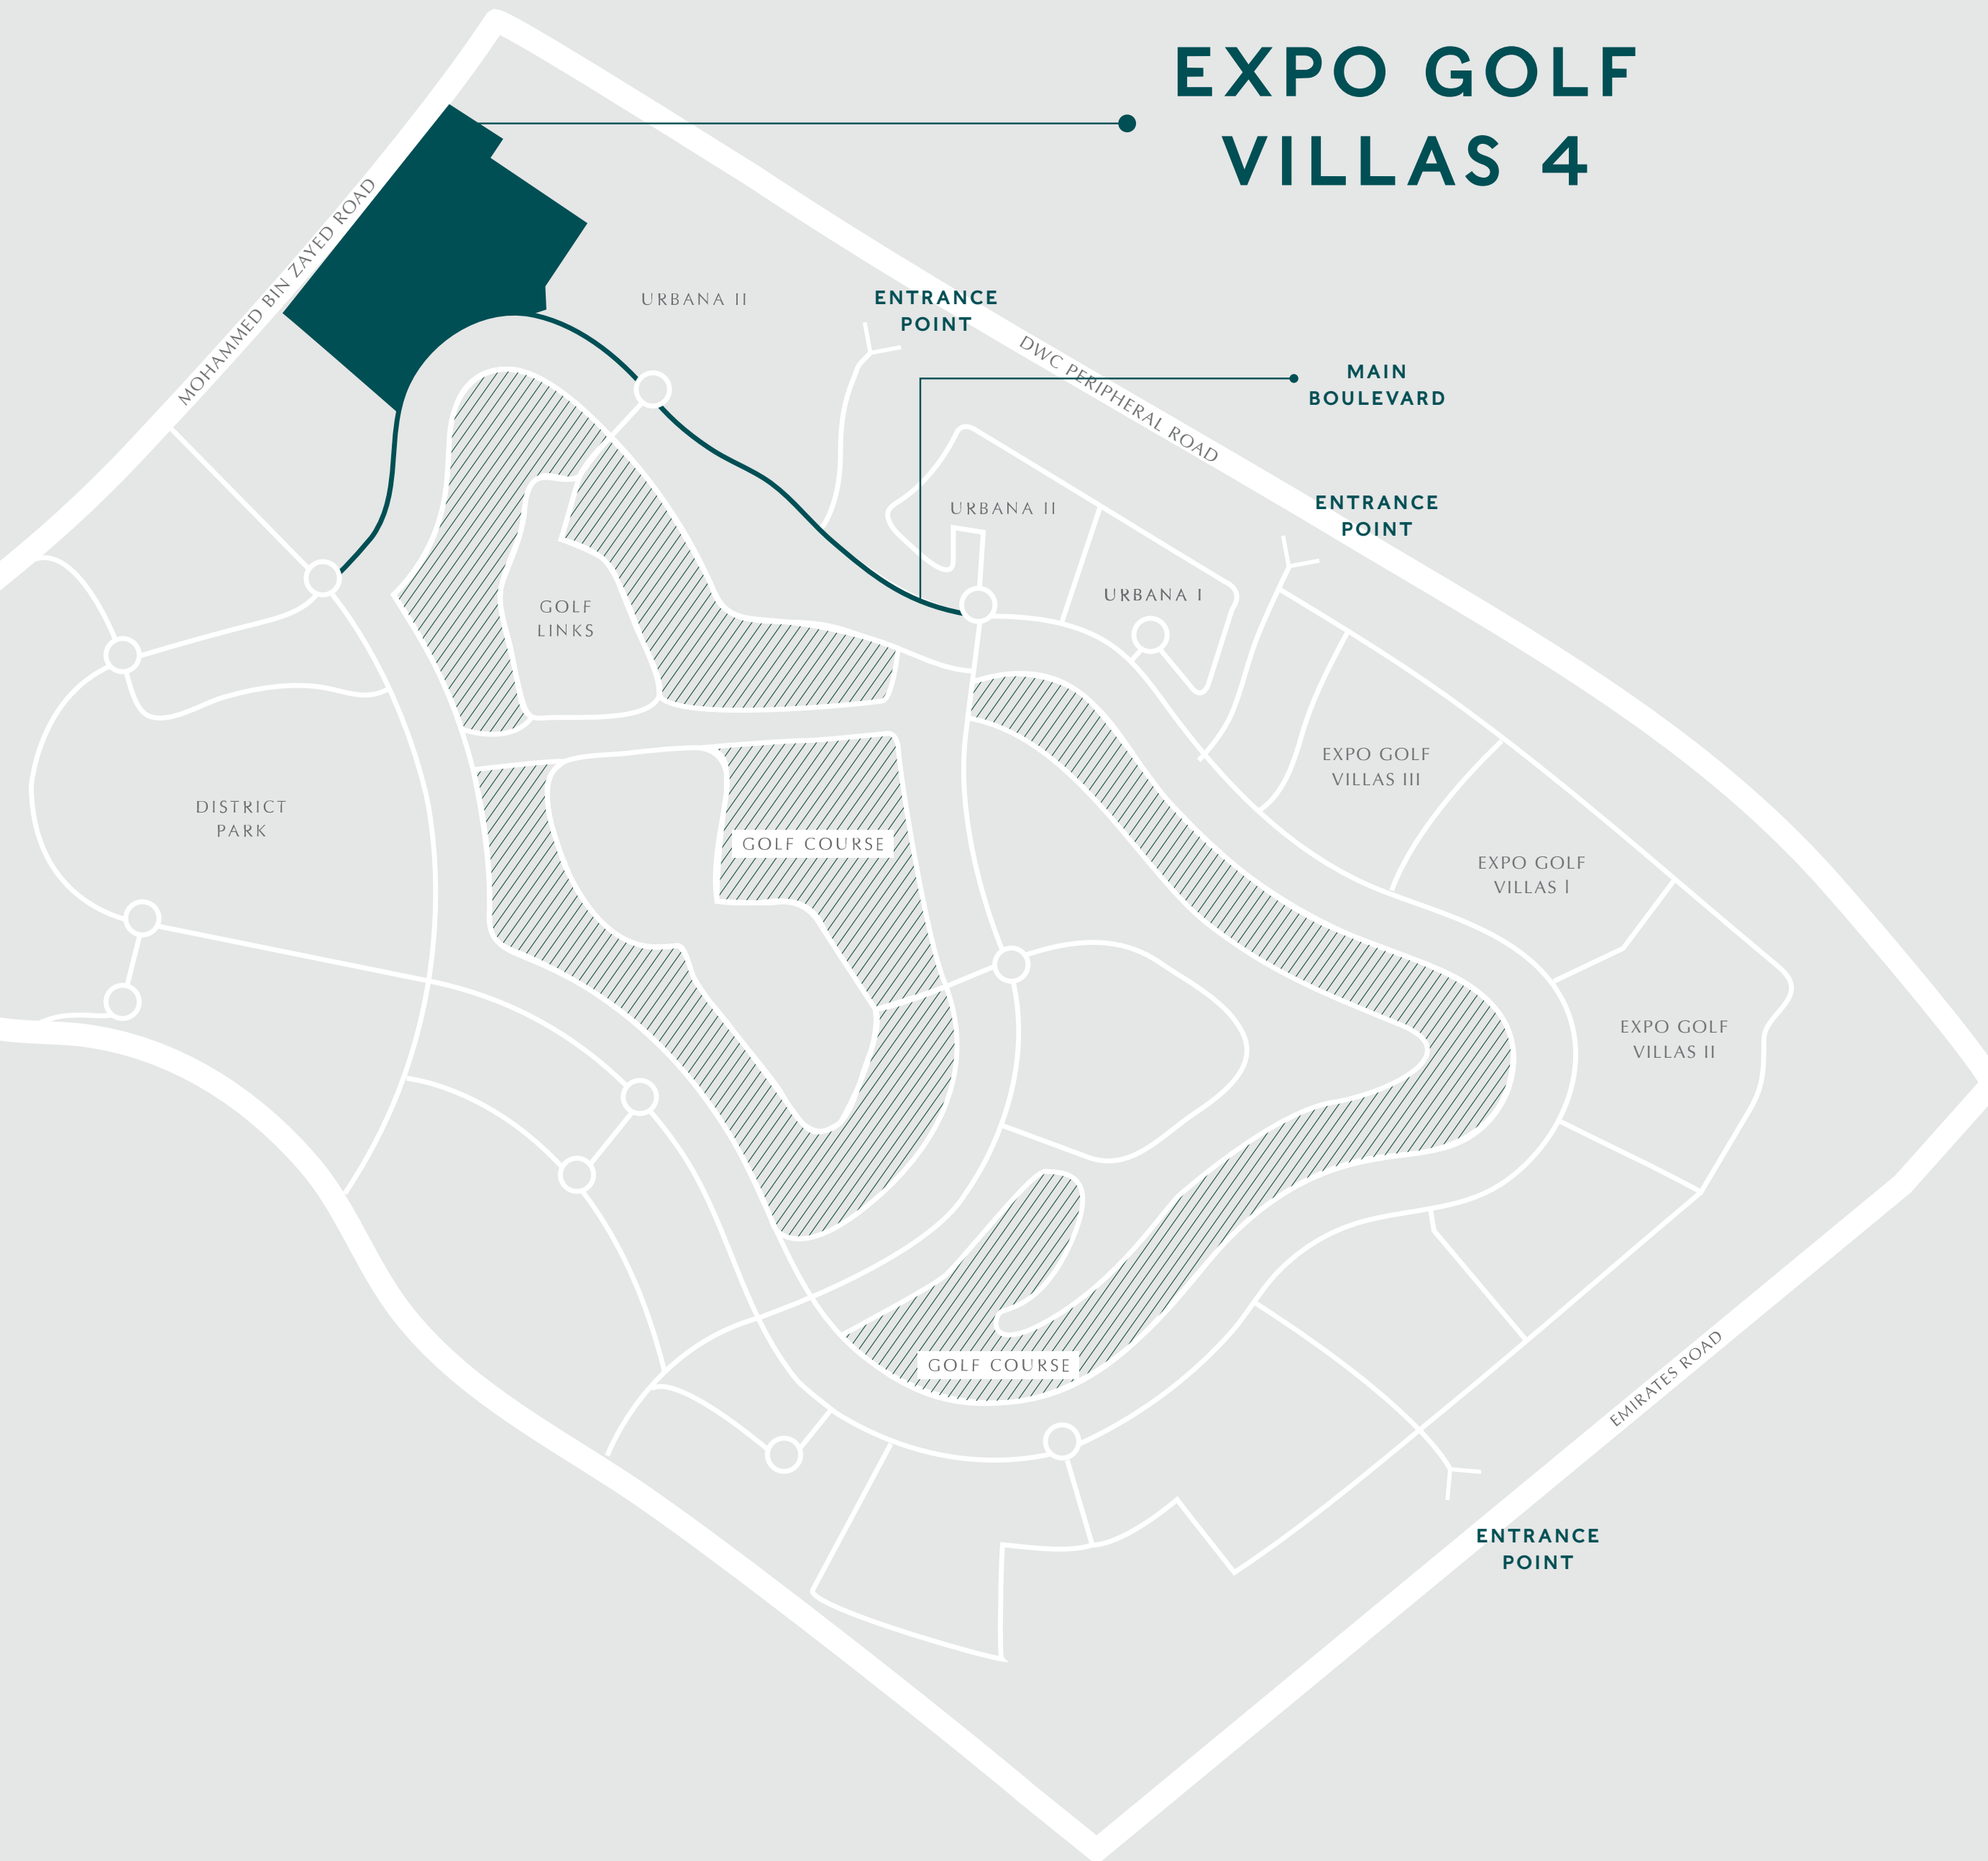 EXPO GOLF
VILLAS 4
MOHAMMED BIN ZAYED ROAD
URBANA II
ENTRANCE
POINT
DWC PERIPHERAL ROAD
MAIN
BOULEVARD
URBANA II
ENTRANCE
POINT
URBANA I
GOLF
LINKS
EXPO GOLF
VILLAS III
DISTRICT
PARK
GOLF COURSE
EXPO GOLF
VILLAS I
EXPO GOLF
VILLAS II
GOLF COURSE
EMIRATES ROAD
ENTRANCE
POINT